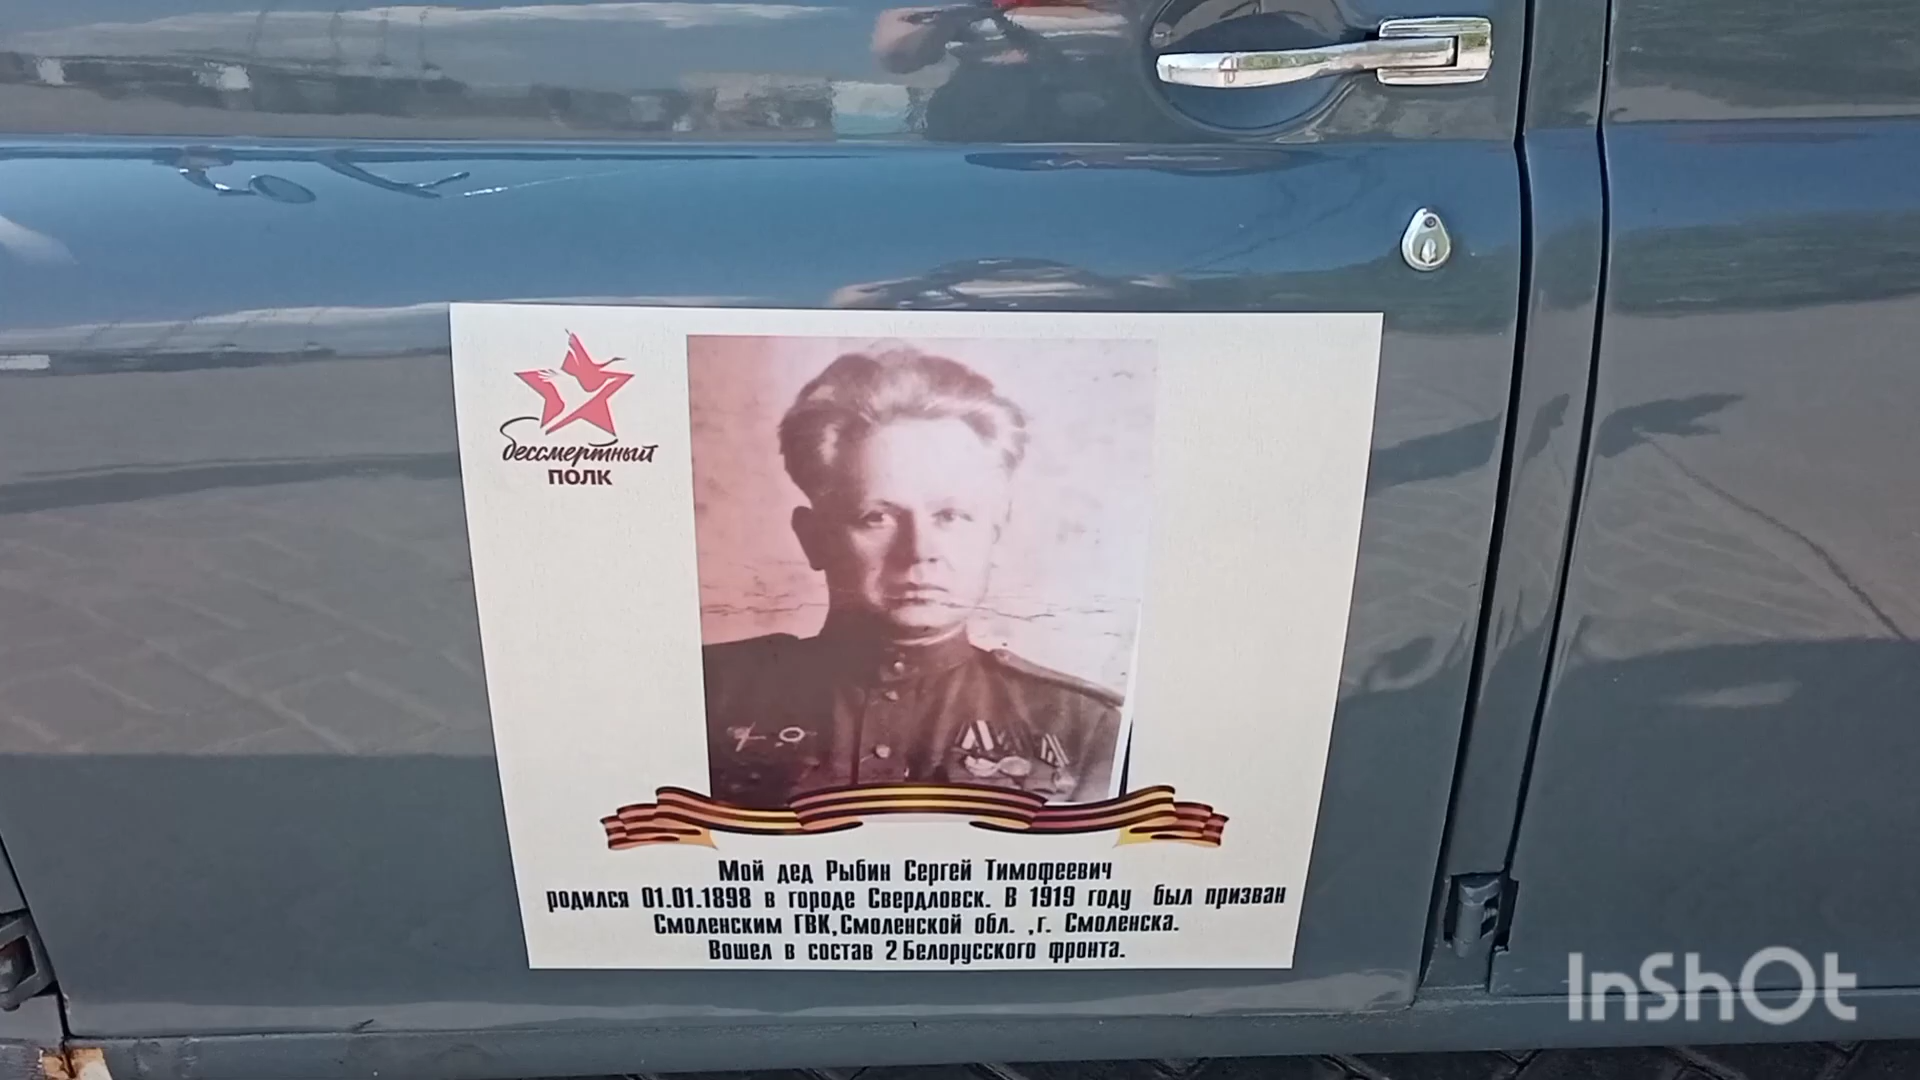 бессмертный
ПОЛК
Мой дед Рыбин Сергей Тимофеевич
родился 01.01.1898 в городе Свердловск. В 1919 году был призван
Смоленским ГВК,Смоленской обл. ,г. Смоленска.
Вошел в состав 2 Белорусского фронта.
InShOt